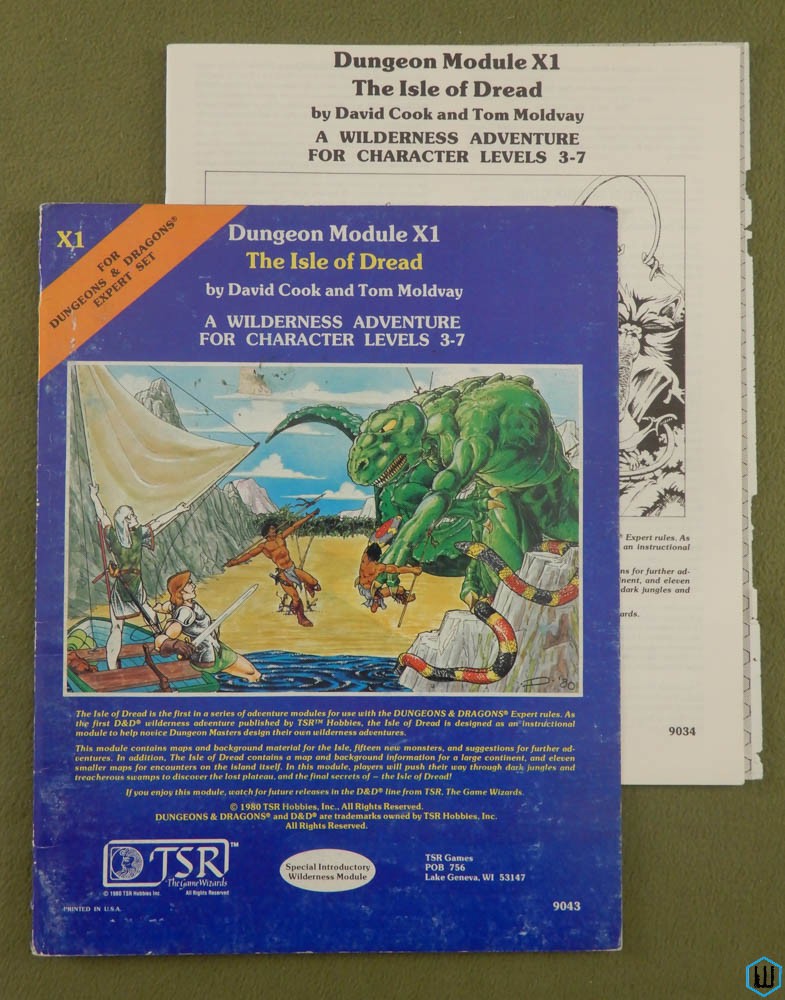 Dungeon Module X1
The Isle of Dread
by David Cook and Tom Moldvay
A WILDERNESS ADVENTURE
FOR CHARACTER LEVELS 3-7
Expert rules. As
an instructional
ns for further ad-
nent, and eleven
dark jungles and
ards.
9034
X1
FOR
DUNGEONS & DRAGONS®
EXPERT SET
Dungeon Module X1
The Isle of Dread
by David Cook and Tom Moldvay
A WILDERNESS ADVENTURE
FOR CHARACTER LEVELS 3-7
D. '80
The Isle of Dread is the first in a series of adventure modules for use with the DUNGEONS & DRAGONS® Expert rules. As
the first D&D® wilderness adventure published by TSR™ Hobbies, the Isle of Dread is designed as an instructional
module to help novice Dungeon Masters design their own wilderness adventures.
This module contains maps and background material for the Isle, fifteen new monsters, and suggestions for further ad-
ventures. In addition, The Isle of Dread contains a map and background information for a large continent, and eleven
smaller maps for encounters on the island itself. In this module, players will push their way through dark jungles and
treacherous swamps to discover the lost plateau, and the final secrets of – the Isle of Dread!
If you enjoy this module, watch for future releases in the D&D® line from TSR, The Game Wizards.
© 1980 TSR Hobbies, Inc., All Rights Reserved.
DUNGEONS & DRAGONS® and D&D® are trademarks owned by TSR Hobbies, Inc.
All Rights Reserved.
TSR™
The Game Wizards
© 1980 TSR Hobbies Inc. All Rights Reserved
Special Introductory
Wilderness Module
TSR Games
POB 756
Lake Geneva, WI 53147
PRINTED IN U.S.A.
9043